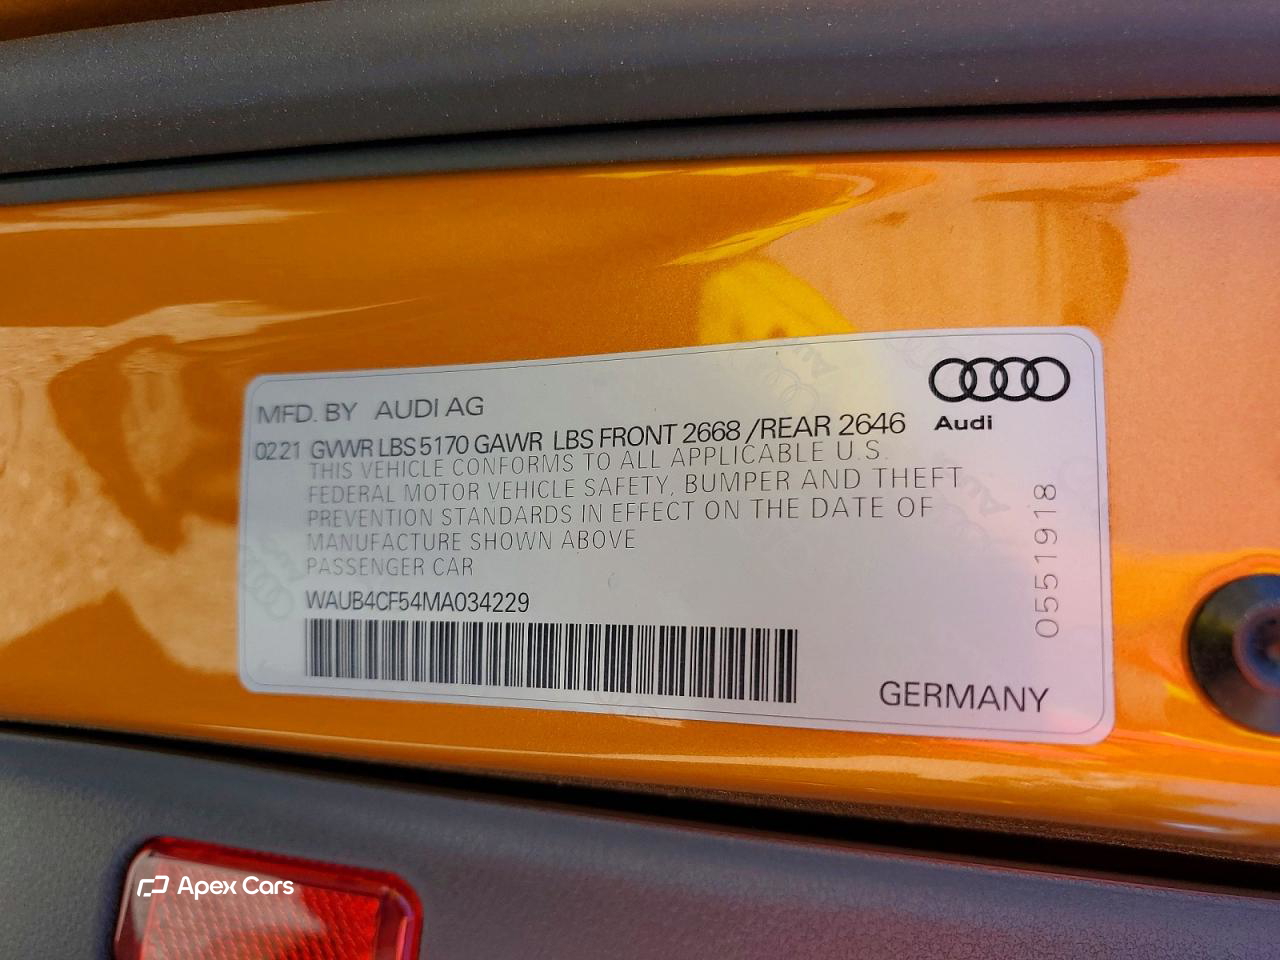 MFD. BY AUDI AG
Audi
02.21 GVWR LBS 5170 GAWR LBS FRONT 2668 /REAR 2646
THIS VEHICLE CONFORMS TO ALL APPLICABLE U.S.
FEDERAL MOTOR VEHICLE SAFETY, BUMPER AND THEFT
PREVENTION STANDARDS IN EFFECT ON THE DATE OF
MANUFACTURE SHOWN ABOVE
PASSENGER CAR
WAUB4CF54MA034229
0551918
GERMANY
Apex Cars